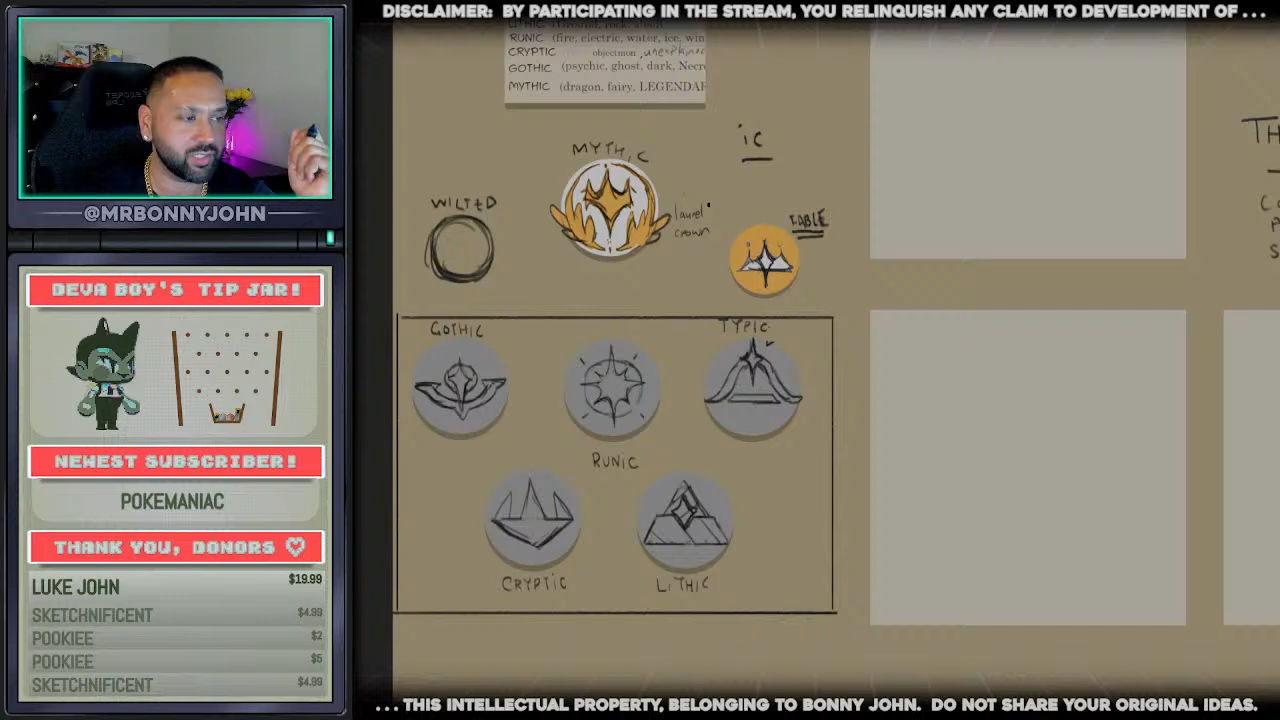 DISCLAIMER: BY PARTICIPATING IN THE STREAM, YOU RELINQUISH ANY CLAIM TO DEVELOPMENT OF . . .
RUNIC (fire, electric, water, ice, win
CRYPTIC objectmon
GOTHIC (psychic, ghost, dark, Necr
MYTHIC (dragon, fairy, LEGENDAR
ic
MYTHIC
WILTED
laurel
crown
TABLE
@MRBONNYJOHN
DEVA BOY'S TIP JAR!
GOTHIC
TYPIC
RUNIC
CRYPTIC
LITHIC
NEWEST SUBSCRIBER!
POKEMANIAC
THANK YOU, DONORS ♡
LUKE JOHN $19.99
SKETCHNIFICENT $4.99
POOKIEE $2
POOKIEE $5
SKETCHNIFICENT $4.99
. . . THIS INTELLECTUAL PROPERTY, BELONGING TO BONNY JOHN. DO NOT SHARE YOUR ORIGINAL IDEAS.